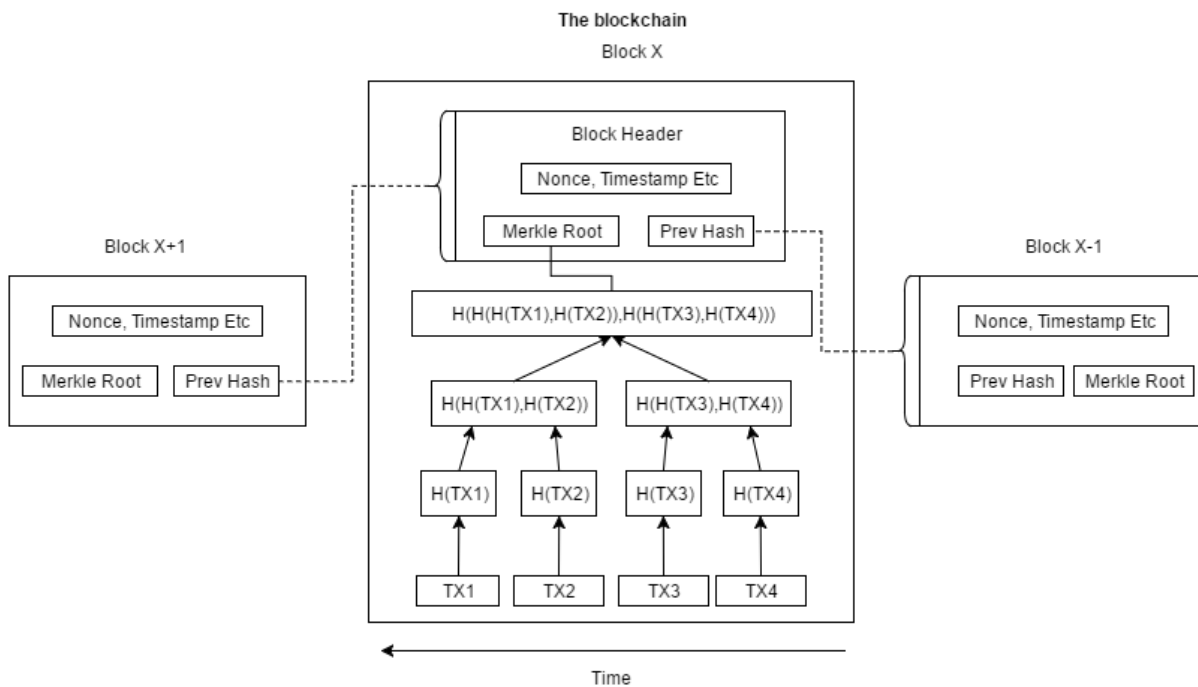 The blockchain
Block X
Block Header
Nonce, Timestamp Etc
Merkle Root
Prev Hash
Block X+1
Nonce, Timestamp Etc
Merkle Root
Prev Hash
Block X-1
Nonce, Timestamp Etc
Prev Hash
Merkle Root
H(H(H(TX1),H(TX2)),H(H(TX3),H(TX4)))
H(H(TX1),H(TX2))
H(H(TX3),H(TX4))
H(TX1)
H(TX2)
H(TX3)
H(TX4)
TX1
TX2
TX3
TX4
Time